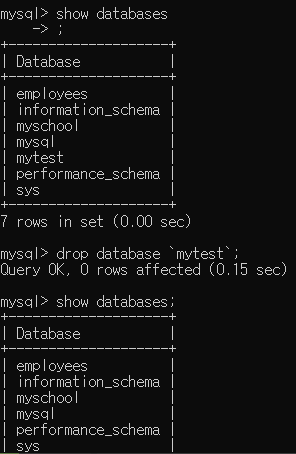 mysql> show databases
    -> ;
+--------------------+
| Database           |
+--------------------+
| employees          |
| information_schema |
| myschool           |
| mysql              |
| mytest             |
| performance_schema |
| sys                |
+--------------------+
7 rows in set (0.00 sec)
mysql> drop database `mytest`;
Query OK, 0 rows affected (0.15 sec)
mysql> show databases;
+--------------------+
| Database           |
+--------------------+
| employees          |
| information_schema |
| myschool           |
| mysql              |
| performance_schema |
| sys                |